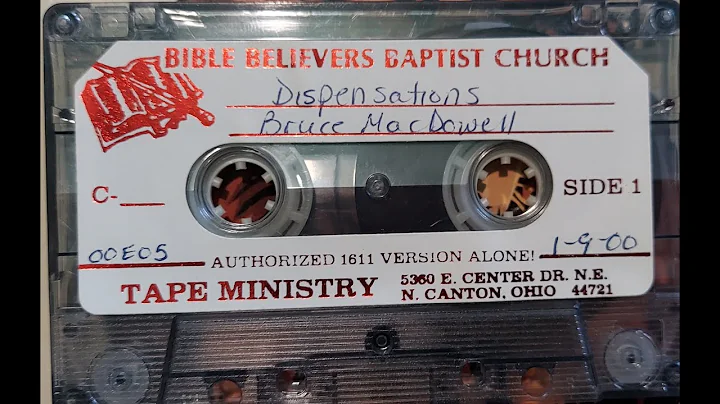 BIBLE BELIEVERS BAPTIST CHURCH
Dispensations
Bruce MacDowell
C-___ SIDE 1
00E05 AUTHORIZED 1611 VERSION ALONE! 1-9-00
TAPE MINISTRY 5360 E. CENTER DR. N.E.
N. CANTON, OHIO 44721